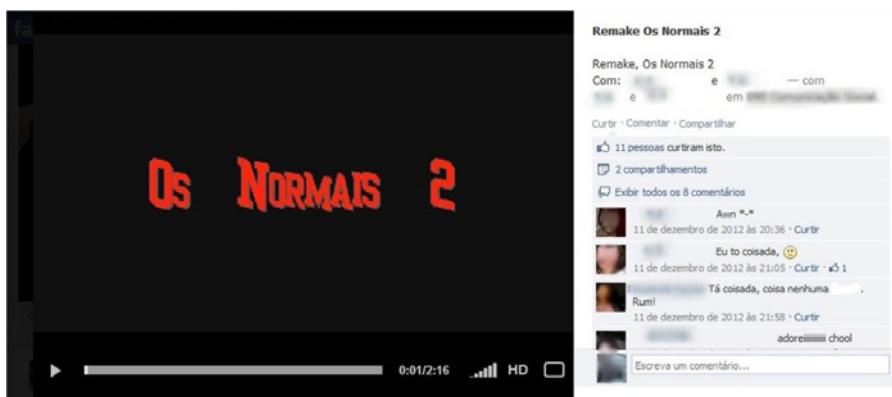 Os Normais 2
0:01/2:16
HD
Remake Os Normais 2
Remake, Os Normais 2
Com: e — com
e em
Curtir · Comentar · Compartilhar
11 pessoas curtiram isto.
2 compartilhamentos
Exibir todos os 8 comentários
Awn *-*
11 de dezembro de 2012 às 20:36 · Curtir
Eu to coisada,
11 de dezembro de 2012 às 21:05 · Curtir · 1
Tá coisada, coisa nenhuma .
Rum!
11 de dezembro de 2012 às 21:58 · Curtir
adoreiiiiiii chool
Escreva um comentário...